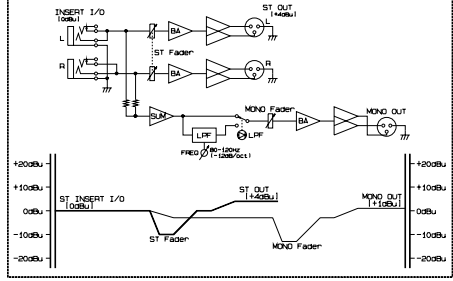 INSERT I/O
[0dBu]
ST OUT
[+4dBu]
L
BA
L
ST Fader
R
BA
R
SUM
MONO Fader
BA
MONO OUT
LPF
LPF
FREQ
80-120Hz
[-12dB/oct]
+20dBu
+20dBu
+10dBu
ST INSERT I/O
[0dBu]
ST OUT
[+4dBu]
MONO OUT
[+1dBu]
+10dBu
0dBu
0dBu
-10dBu
ST Fader
MONO Fader
-10dBu
-20dBu
-20dBu